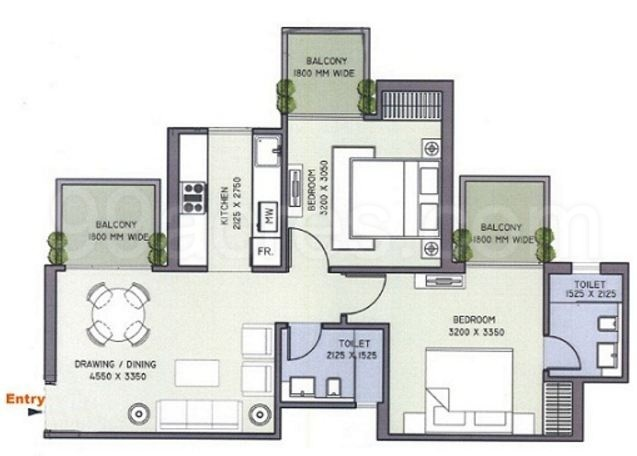 BALCONY
1800 MM WIDE
BEDROOM
3200 X 3050
KITCHEN
2125 X 2750
MW
FR.
BALCONY
1800 MM WIDE
BALCONY
1800 MM WIDE
TOILET
1525 X 2125
BEDROOM
3200 X 3350
TOILET
2125 X 1525
DRAWING / DINING
4550 X 3350
Entry